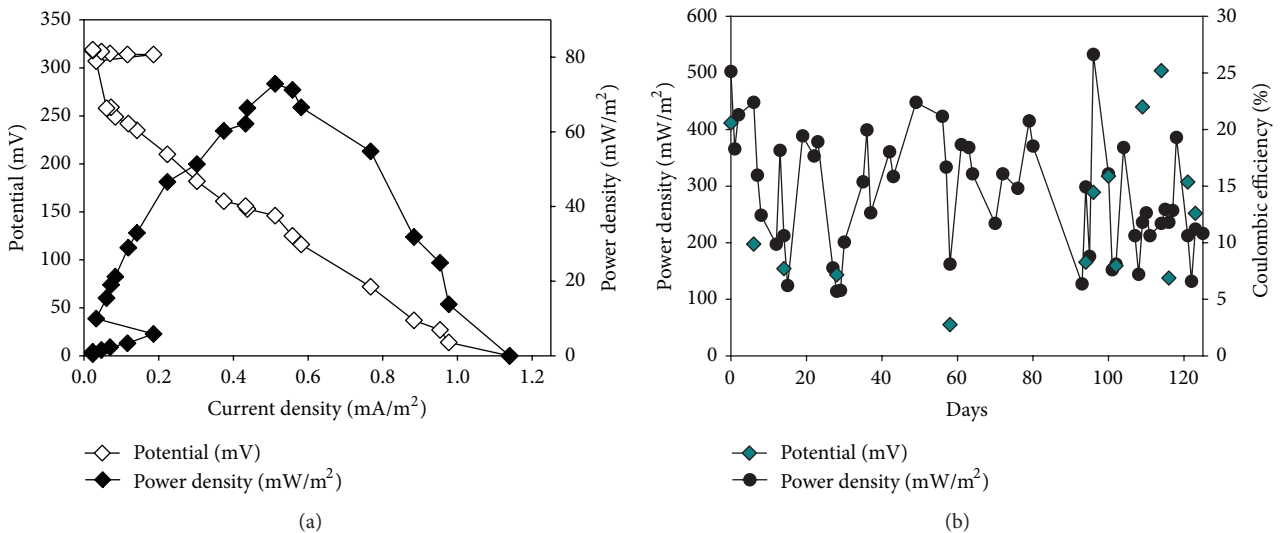 350
300
250
200
150
100
50
0
Potential (mV)
80
60
40
20
0
Power density (mW/m²)
0.0 0.2 0.4 0.6 0.8 1.0 1.2
Current density (mA/m²)
Potential (mV)
Power density (mW/m²)
(a)
600
500
400
300
200
100
0
Power density (mW/m²)
30
25
20
15
10
5
0
Coulombic efficiency (%)
0 20 40 60 80 100 120
Days
Potential (mV)
Power density (mW/m²)
(b)